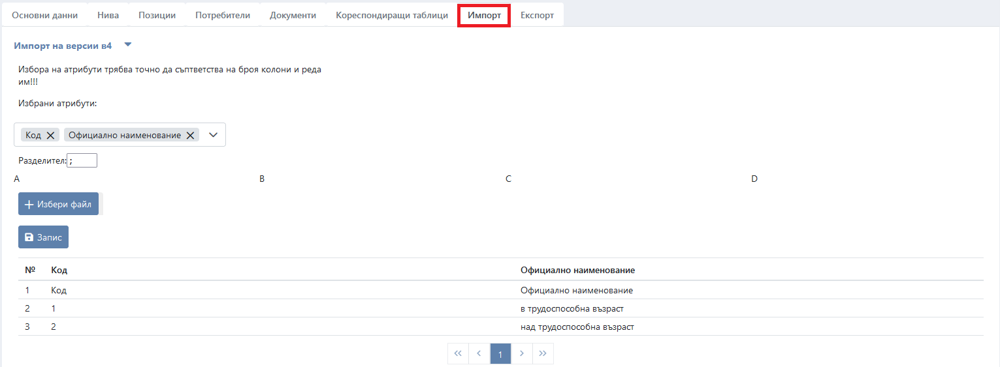 Основни данни Нива Позиции Потребители Документи Кореспондиращи таблици Импорт Експорт
Импорт на версии в4
Избора на атрибути трябва точно да съптветства на броя колони и реда
им!!!
Избрани атрибути:
Код Официално наименование
Разделител: ;
A B C D
Избери файл
Запис
№ Код Официално наименование
1 Код Официално наименование
2 1 в трудоспособна възраст
3 2 над трудоспособна възраст
1